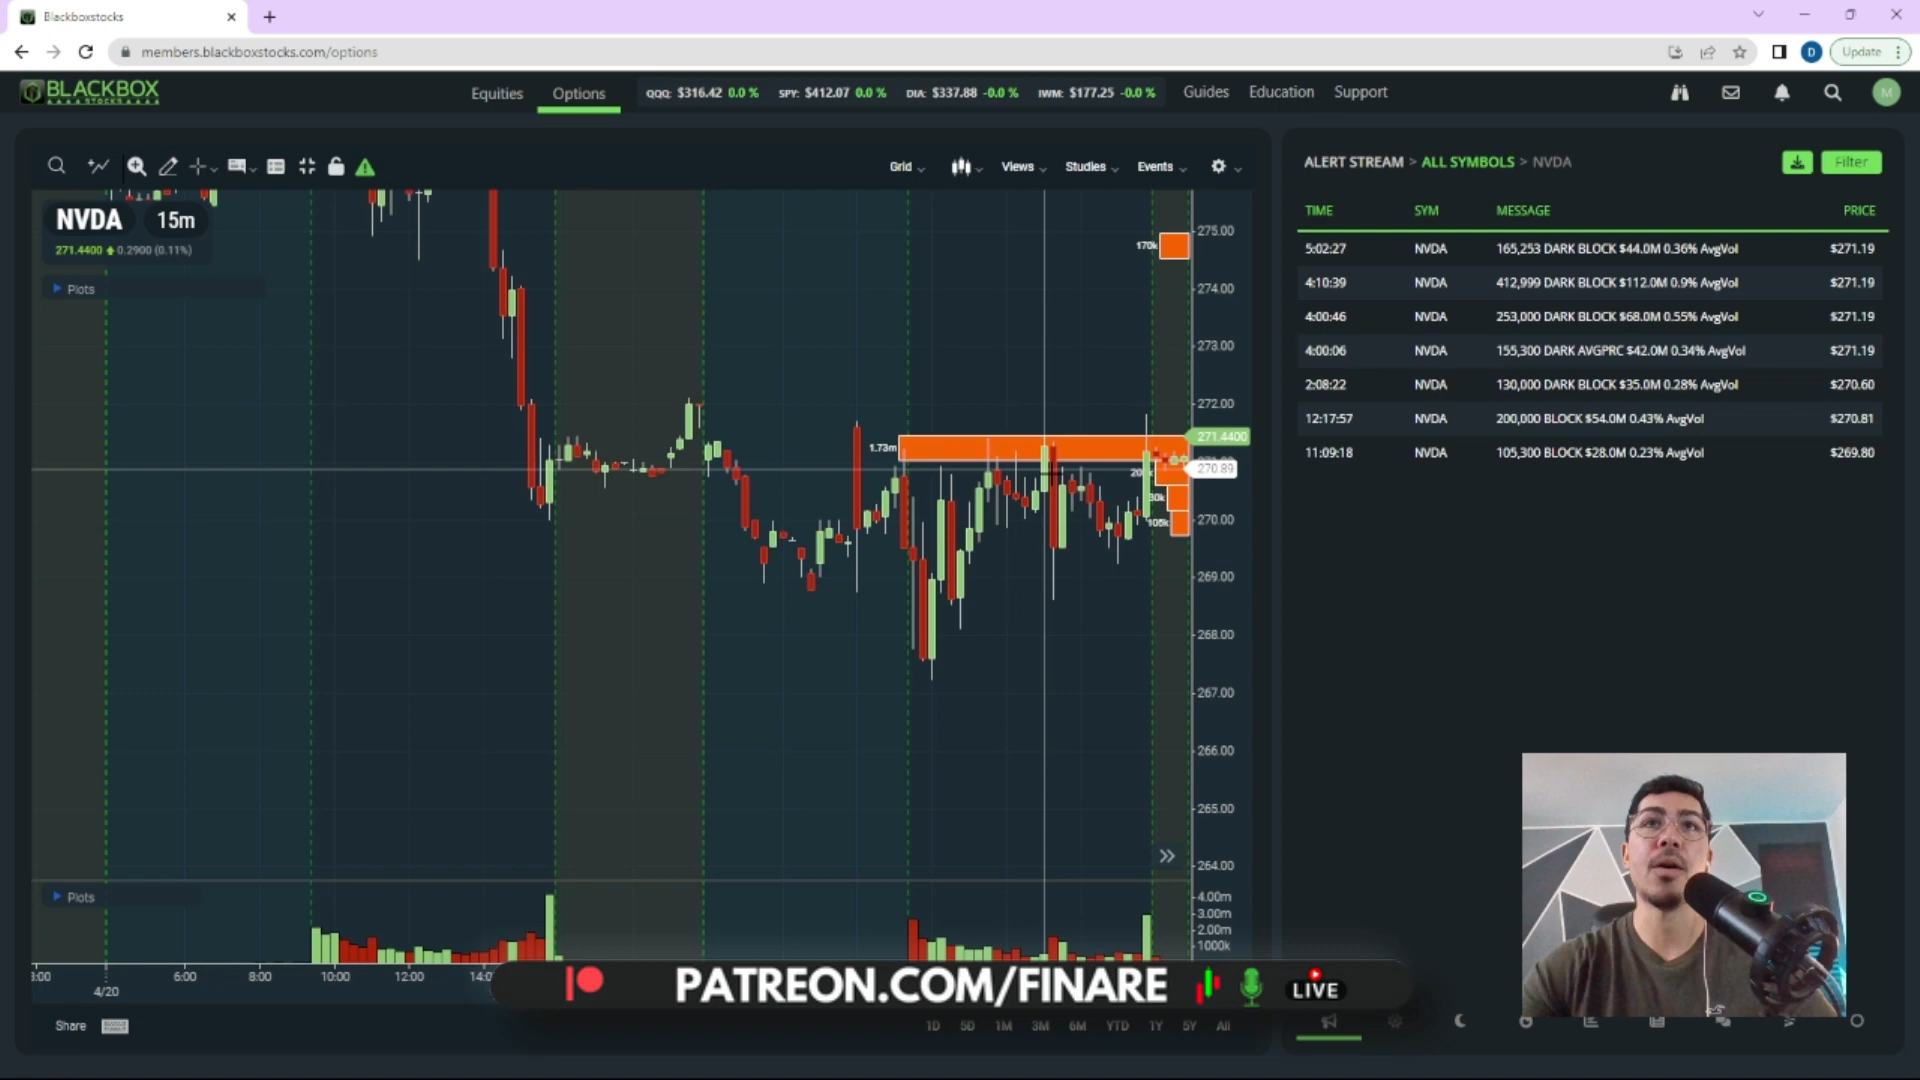 Blackboxstocks
members.blackboxstocks.com/options
D
Update
BLACKBOX
STOCKS
Equities
Options
QQQ: $316.42 0.0 %
SPY: $412.07 0.0 %
DIA: $337.88 -0.0 %
IWM: $177.25 -0.0 %
Guides
Education
Support
M
Grid
Views
Studies
Events
NVDA
15m
271.4400 0.2900 (0.11%)
Plots
275.00
274.00
273.00
272.00
271.4400
270.89
270.00
269.00
268.00
267.00
266.00
265.00
264.00
170k
1.73m
105k
Plots
4.00m
3.00m
2.00m
1000k
6:00
8:00
10:00
12:00
4/20
PATREON.COM/FINARE
LIVE
Share
1D
5D
1M
3M
6M
YTD
1Y
5Y
All
ALERT STREAM > ALL SYMBOLS > NVDA
Filter
TIME SYM MESSAGE PRICE
5:02:27 NVDA 165,253 DARK BLOCK $44.0M 0.36% AvgVol $271.19
4:10:39 NVDA 412,999 DARK BLOCK $112.0M 0.9% AvgVol $271.19
4:00:46 NVDA 253,000 DARK BLOCK $68.0M 0.55% AvgVol $271.19
4:00:06 NVDA 155,300 DARK AVGPRC $42.0M 0.34% AvgVol $271.19
2:08:22 NVDA 130,000 DARK BLOCK $35.0M 0.28% AvgVol $270.60
12:17:57 NVDA 200,000 BLOCK $54.0M 0.43% AvgVol $270.81
11:09:18 NVDA 105,300 BLOCK $28.0M 0.23% AvgVol $269.80